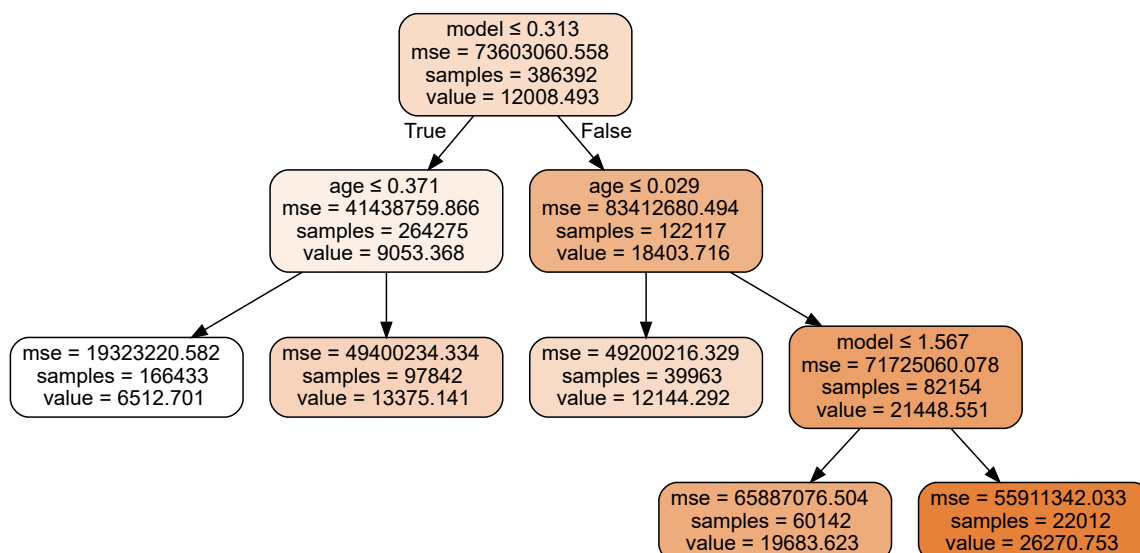 model ≤ 0.313
mse = 73603060.558
samples = 386392
value = 12008.493
True
False
age ≤ 0.371
mse = 41438759.866
samples = 264275
value = 9053.368
age ≤ 0.029
mse = 83412680.494
samples = 122117
value = 18403.716
mse = 19323220.582
samples = 166433
value = 6512.701
mse = 49400234.334
samples = 97842
value = 13375.141
mse = 49200216.329
samples = 39963
value = 12144.292
model ≤ 1.567
mse = 71725060.078
samples = 82154
value = 21448.551
mse = 65887076.504
samples = 60142
value = 19683.623
mse = 55911342.033
samples = 22012
value = 26270.753